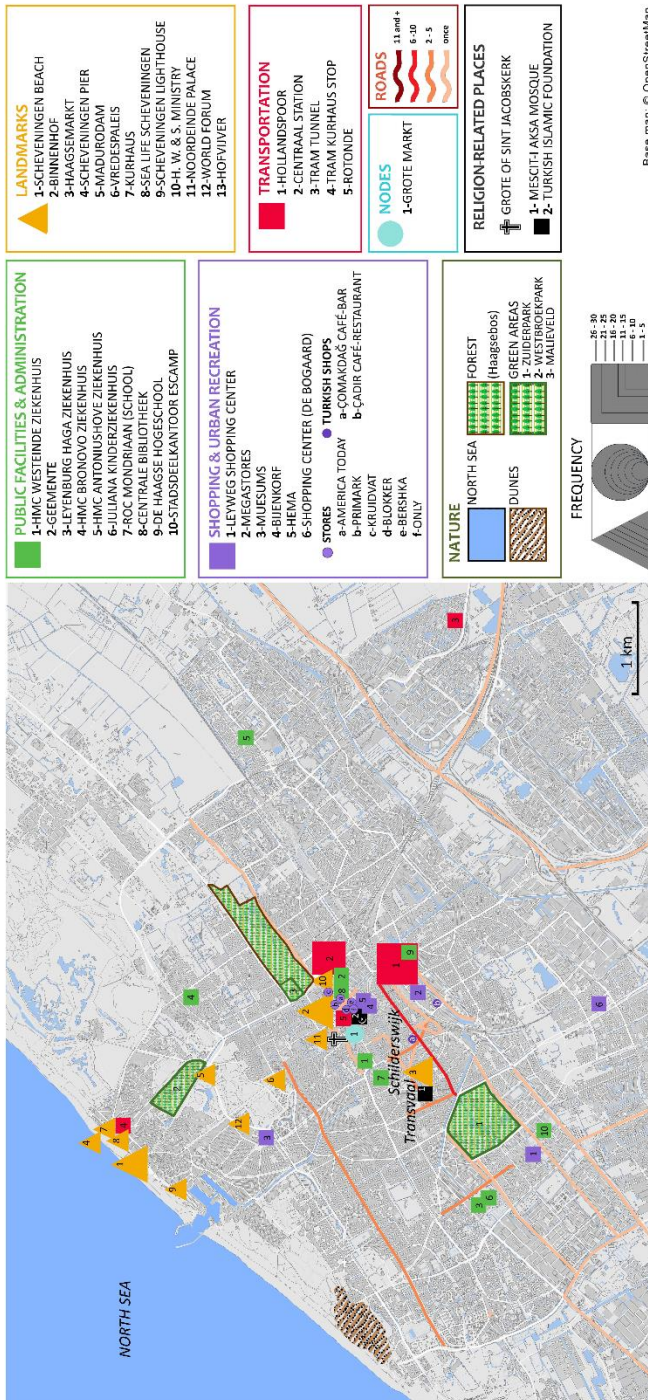 LANDMARKS
1-SCHEVENINGEN BEACH
2-BINNENHOF
3-HAAGSEMARKT
4-SCHEVENINGEN PIER
5-MADURODAM
6-VREDESPALEIS
7-KURHAUS
8-SEA LIFE SCHEVENINGEN
9-SCHEVENINGEN LIGHTHOUSE
10-H. W. & S. MINISTRY
11-NOORDEINDE PALACE
12-WORLD FORUM
13-HOFVIJVER
TRANSPORTATION
1-HOLLANDSPOOR
2-CENTRAAL STATION
3-TRAM TUNNEL
4-TRAM KURHAUS STOP
5-ROTONDE
NODES
1-GROTE MARKT
ROADS
11 and +
6 -10
2 - 5
once
RELIGION-RELATED PLACES
GROTE OF SINT JACOBSKERK
1- MESCIT-I AKSA MOSQUE
2- TURKISH ISLAMIC FOUNDATION
Base map: © OpenStreetMap
PUBLIC FACILITIES & ADMINISTRATION
1-HMC WESTEINDE ZIEKENHUIS
2-GEEMENTE
3-LEYENBURG HAGA ZIEKENHUIS
4-HMC BRONOVO ZIEKENHUIS
5-HMC ANTONIUSHOVE ZIEKENHUIS
6-JULIANA KINDERZIEKENHUIS
7-ROC MONDRIAAN (SCHOOL)
8-CENTRALE BIBLIOTHEEK
9-DE HAAGSE HOGESCHOOL
10-STADSDEELKANTOOR ESCAMP
SHOPPING & URBAN RECREATION
1-LEYWEG SHOPPING CENTER
2-MEGASTORES
3-MUESUMS
4-BIJENKORF
5-HEMA
6-SHOPPING CENTER (DE BOGAARD)
STORES
a-AMERICA TODAY
b-PRIMARK
c-KRUIDVAT
d-BLOKKER
e-BERSHKA
f-ONLY
TURKISH SHOPS
a-ÇOMAKDAĞ CAFÉ-BAR
b-ÇADIR CAFÉ-RESTAURANT
NATURE
NORTH SEA
DUNES
FOREST
(Haagsebos)
GREEN AREAS
1- ZUIDERPARK
2- WESTBROEKPARK
3- MALIEVELD
FREQUENCY
26 - 30
21 - 25
16 - 20
11 - 15
6 - 10
1 - 5
NORTH SEA
Transvaal
Schilderswijk
1 km